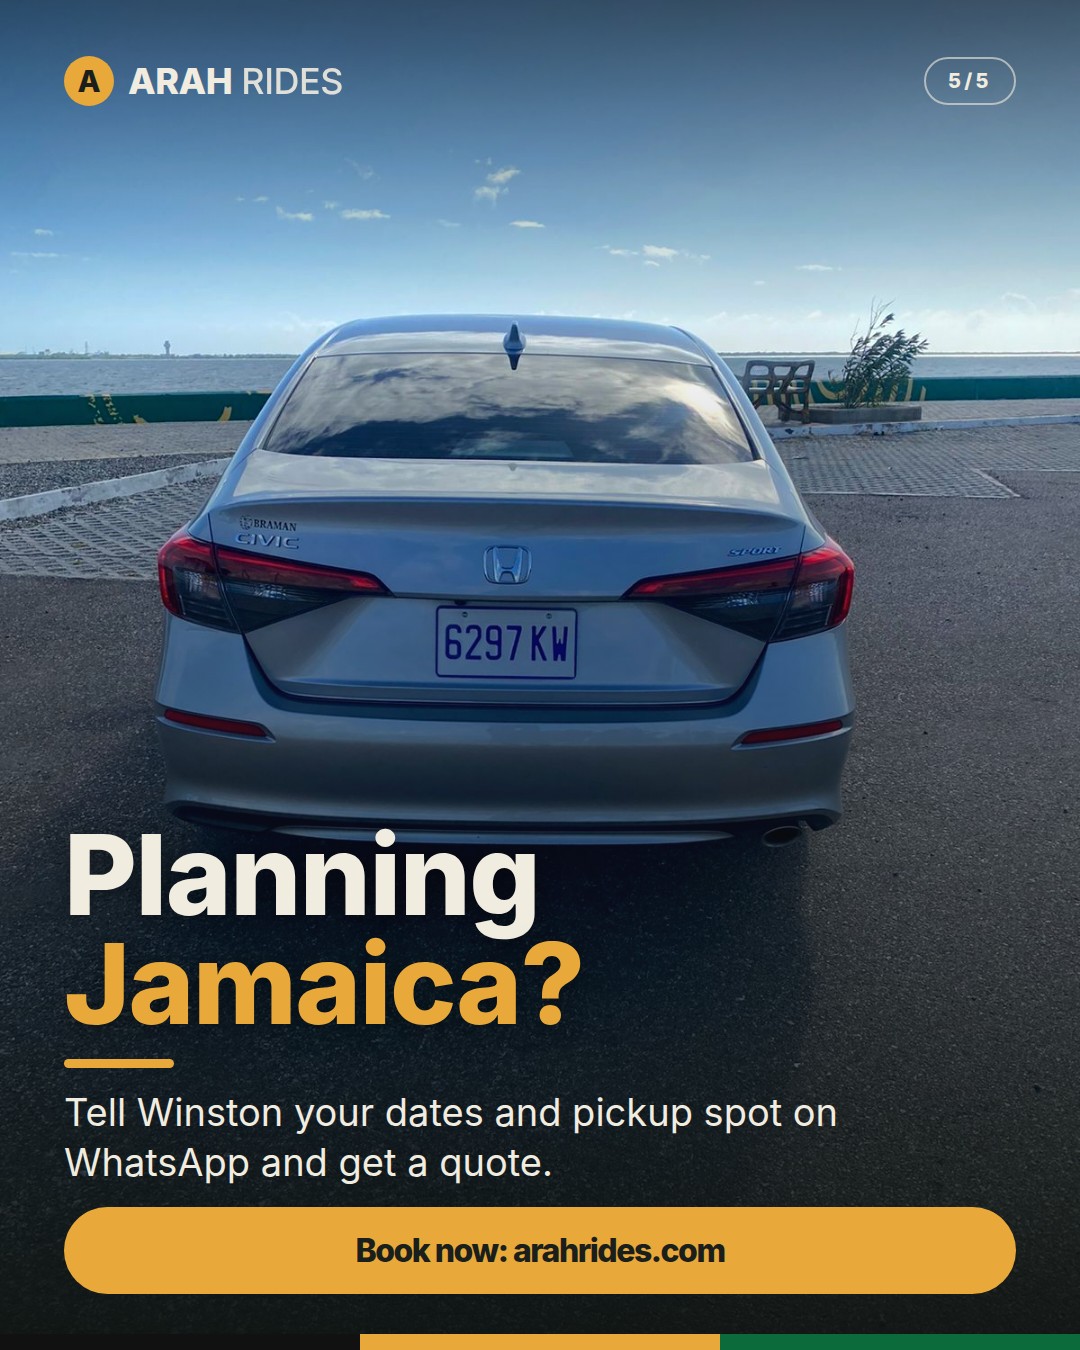 A ARAH RIDES
5/5
BRAMAN
CIVIC
SPORT
6297 KW
Planning
Jamaica?
Tell Winston your dates and pickup spot on
WhatsApp and get a quote.
Book now: arahrides.com